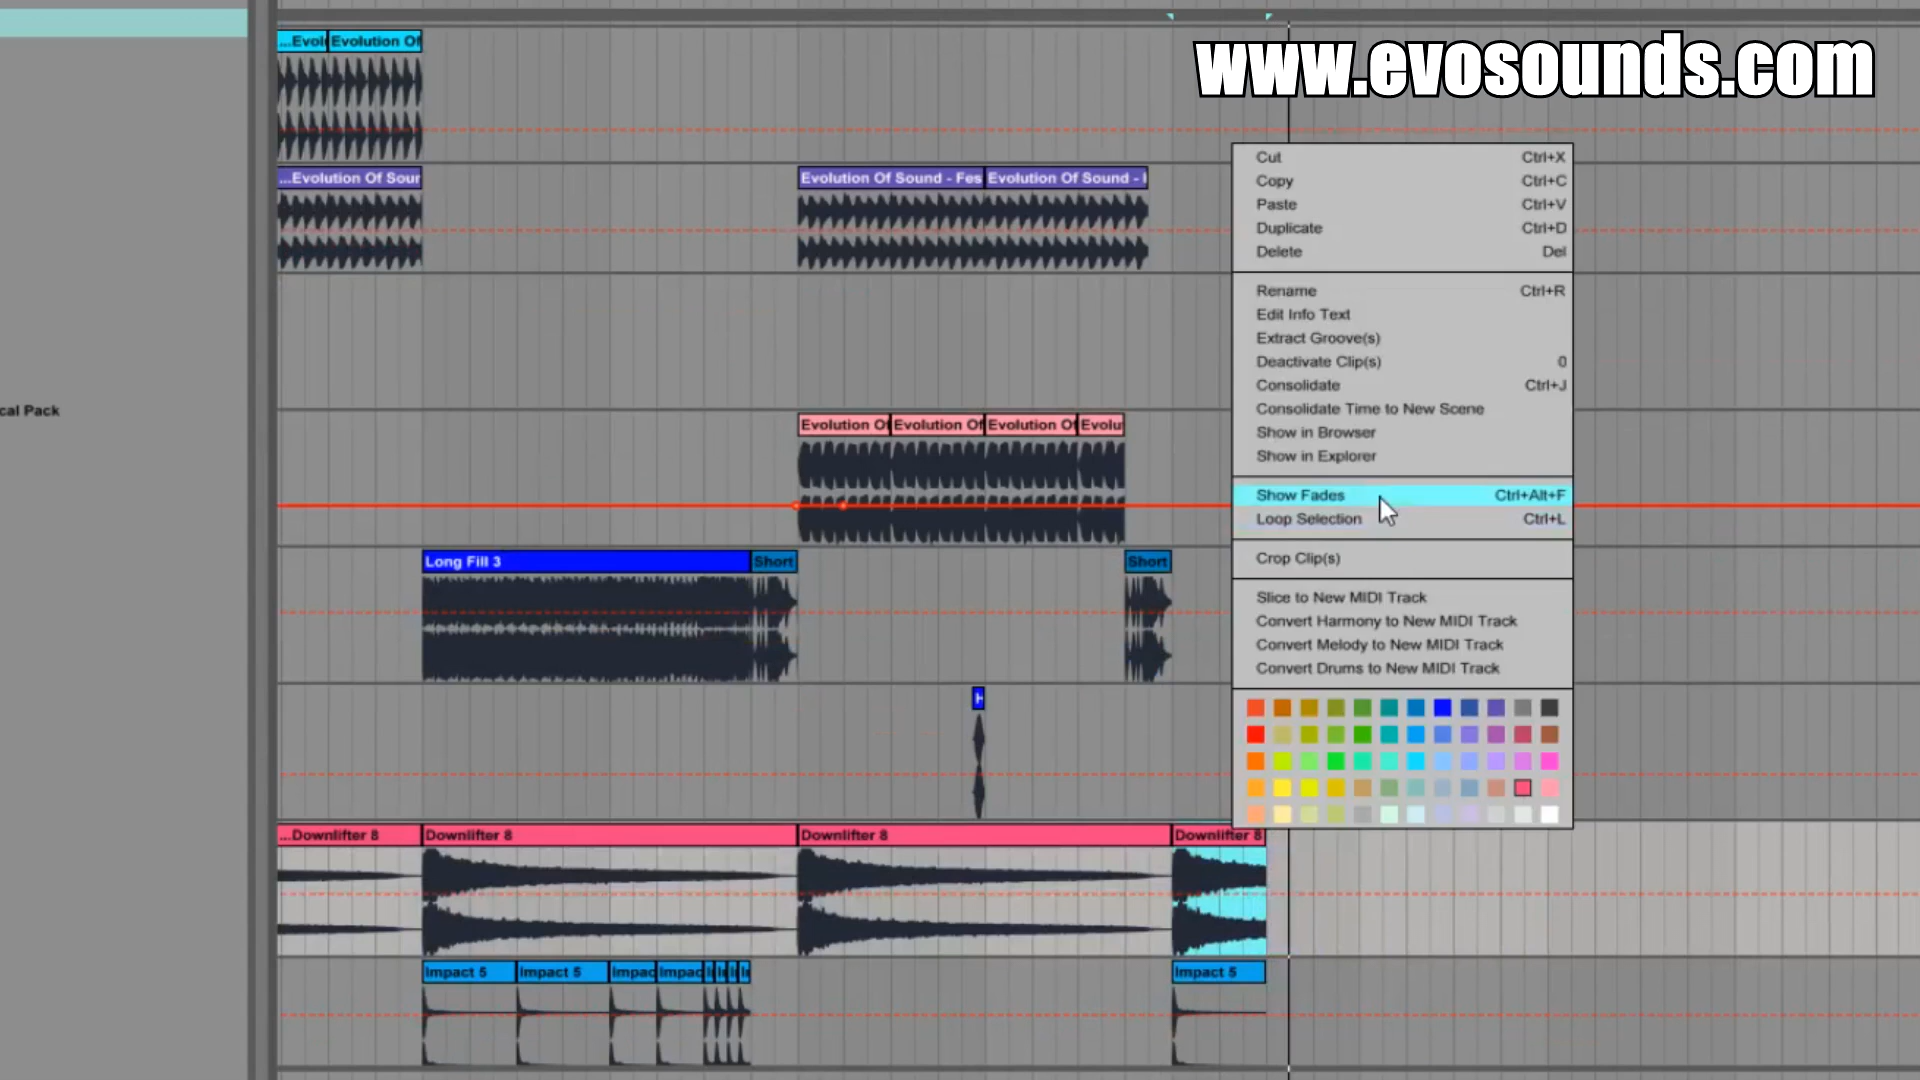 www.evosounds.com
...Evol Evolution Of
...Evolution Of Soun
Evolution Of Sound - Fes Evolution Of Sound -
Cut Ctrl+X
Copy Ctrl+C
Paste Ctrl+V
Duplicate Ctrl+D
Delete Del
Rename Ctrl+R
Edit Info Text
Extract Groove(s)
Deactivate Clip(s) 0
Consolidate Ctrl+J
Consolidate Time to New Scene
Show in Browser
Show in Explorer
Show Fades Ctrl+Alt+F
Loop Selection Ctrl+L
Crop Clip(s)
Slice to New MIDI Track
Convert Harmony to New MIDI Track
Convert Melody to New MIDI Track
Convert Drums to New MIDI Track
cal Pack
Evolution Of Evolution Of Evolution Of Evolu
Long Fill 3 Short Short
H
...Downlifter 8 Downlifter 8 Downlifter 8 Downlifter 8
Impact 5 Impact 5 Impac Impac Impact 5